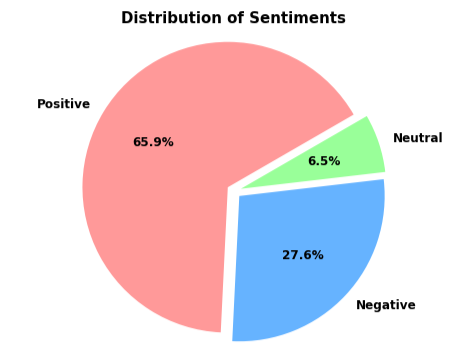 Distribution of Sentiments
Positive
65.9%
Neutral
6.5%
27.6%
Negative